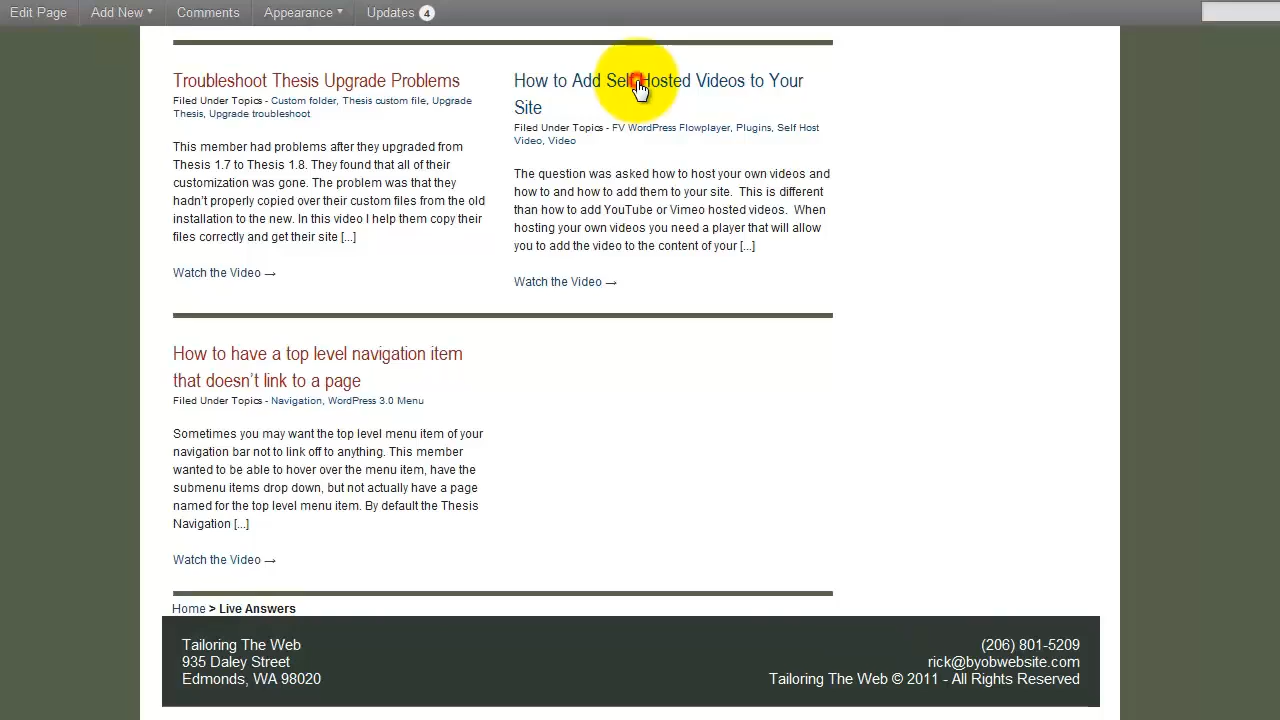 Edit Page Add New Comments Appearance Updates 4
Troubleshoot Thesis Upgrade Problems
Filed Under Topics - Custom folder, Thesis custom file, Upgrade
Thesis, Upgrade troubleshoot
This member had problems after they upgraded from
Thesis 1.7 to Thesis 1.8. They found that all of their
customization was gone. The problem was that they
hadn't properly copied over their custom files from the old
installation to the new. In this video I help them copy their
files correctly and get their site [...]
Watch the Video →
How to Add Self Hosted Videos to Your
Site
Filed Under Topics - FV WordPress Flowplayer, Plugins, Self Host
Video, Video
The question was asked how to host your own videos and
how to and how to add them to your site. This is different
than how to add YouTube or Vimeo hosted videos. When
hosting your own videos you need a player that will allow
you to add the video to the content of your [...]
Watch the Video →
How to have a top level navigation item
that doesn't link to a page
Filed Under Topics - Navigation, WordPress 3.0 Menu
Sometimes you may want the top level menu item of your
navigation bar not to link off to anything. This member
wanted to be able to hover over the menu item, have the
submenu items drop down, but not actually have a page
named for the top level menu item. By default the Thesis
Navigation [...]
Watch the Video →
Home > Live Answers
Tailoring The Web
935 Daley Street
Edmonds, WA 98020
(206) 801-5209
rick@byobwebsite.com
Tailoring The Web © 2011 - All Rights Reserved